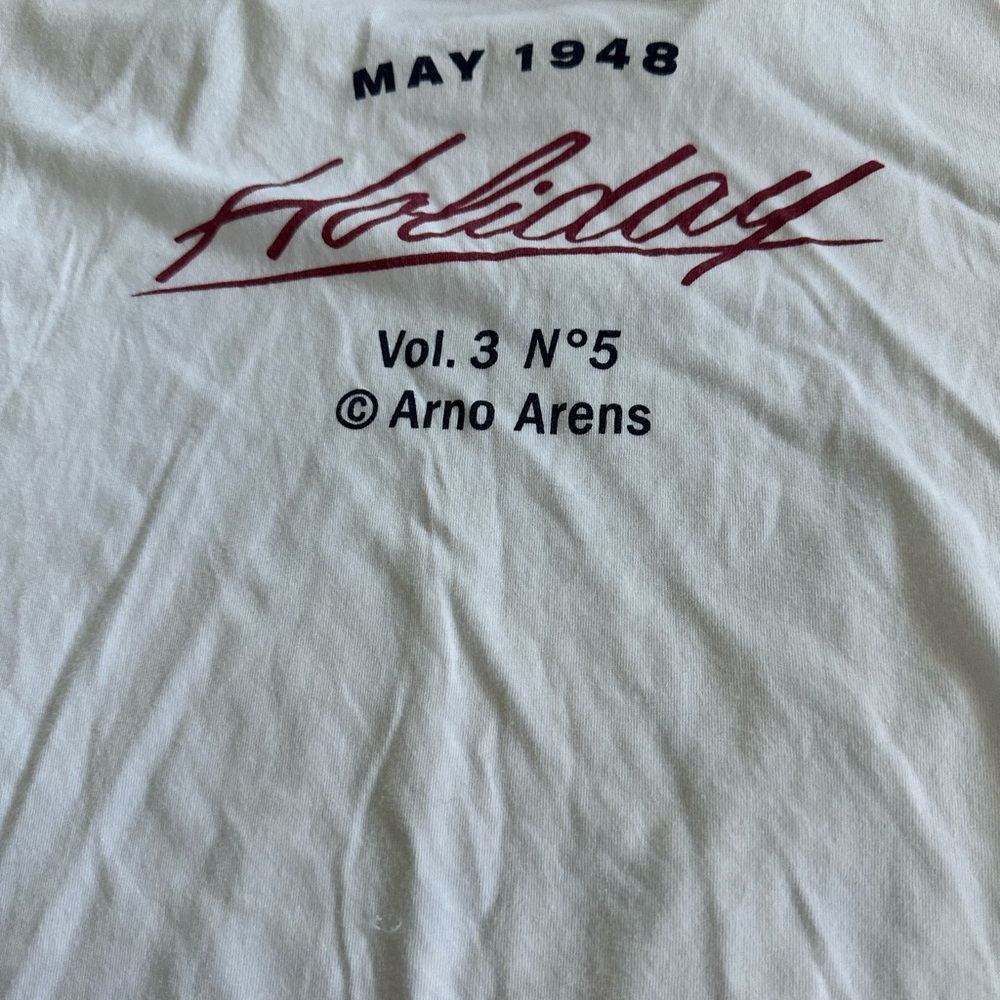 MAY 1948
Holiday
Vol. 3 N°5
© Arno Arens